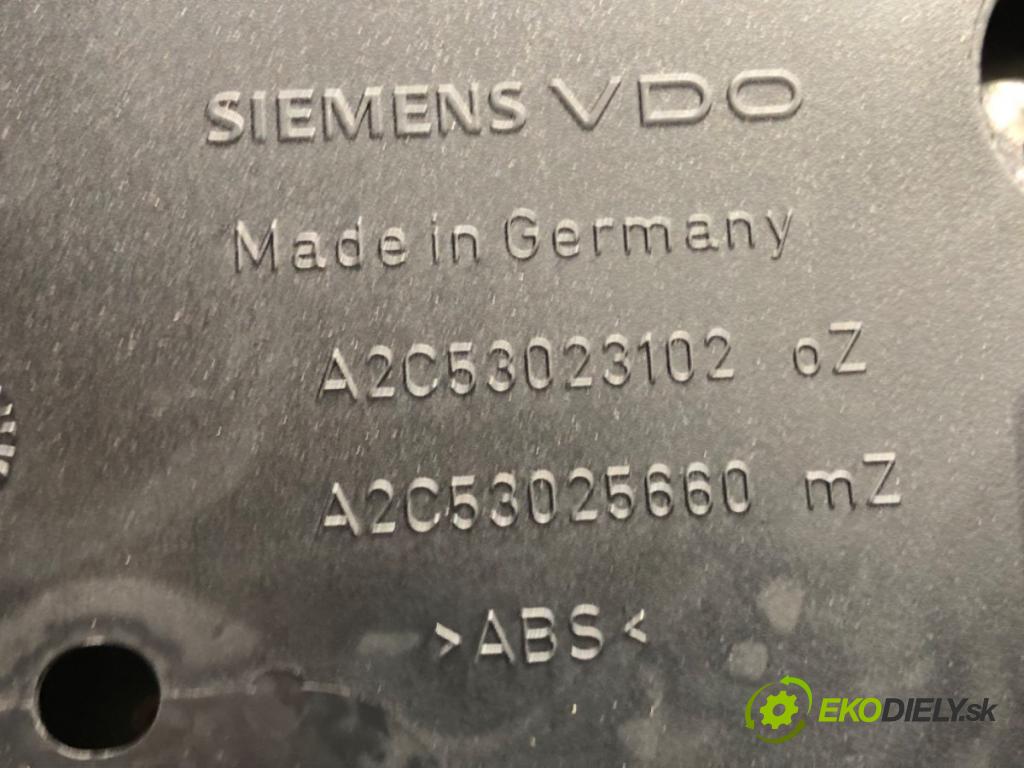 SIEMENS VDO
Made in Germany
A2C53023102 oZ
A2C53025660 mZ
>ABS<
EKODIELY.sk